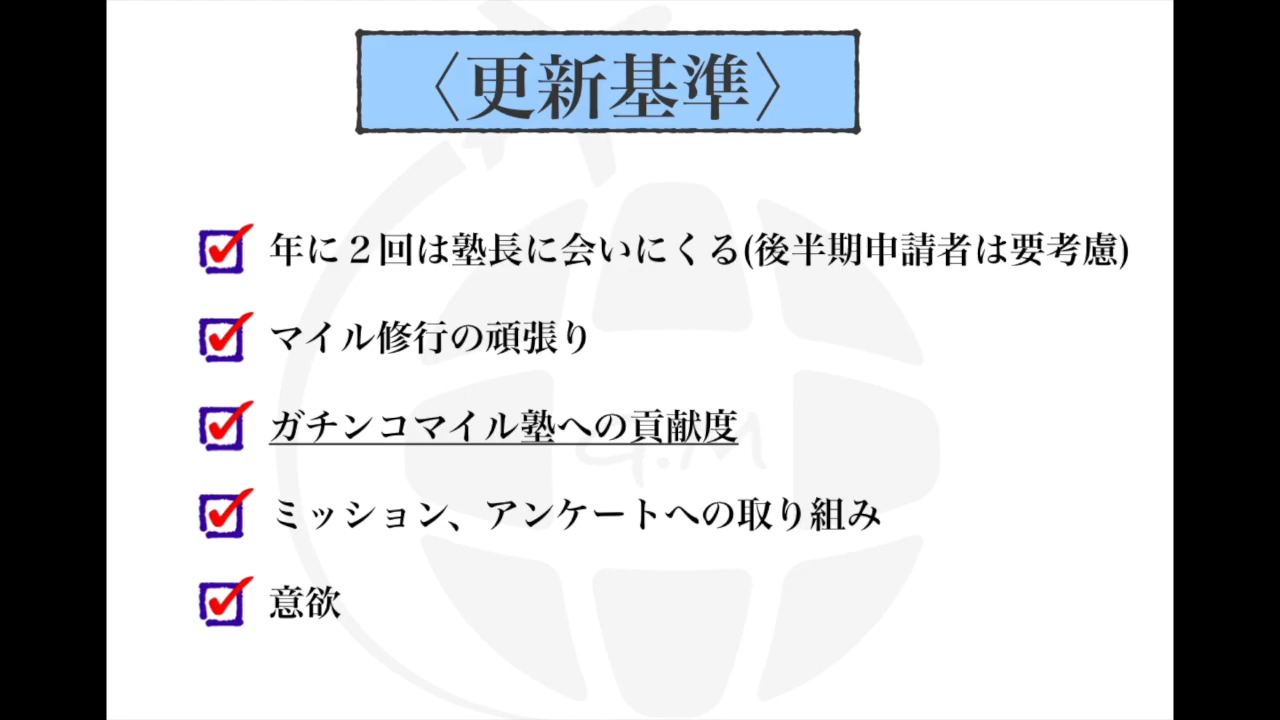 〈更新基準〉
年に２回は塾長に会いにくる(後半期申請者は要考慮)
マイル修行の頑張り
ガチンコマイル塾への貢献度
G.M
ミッション、アンケートへの取り組み
意欲